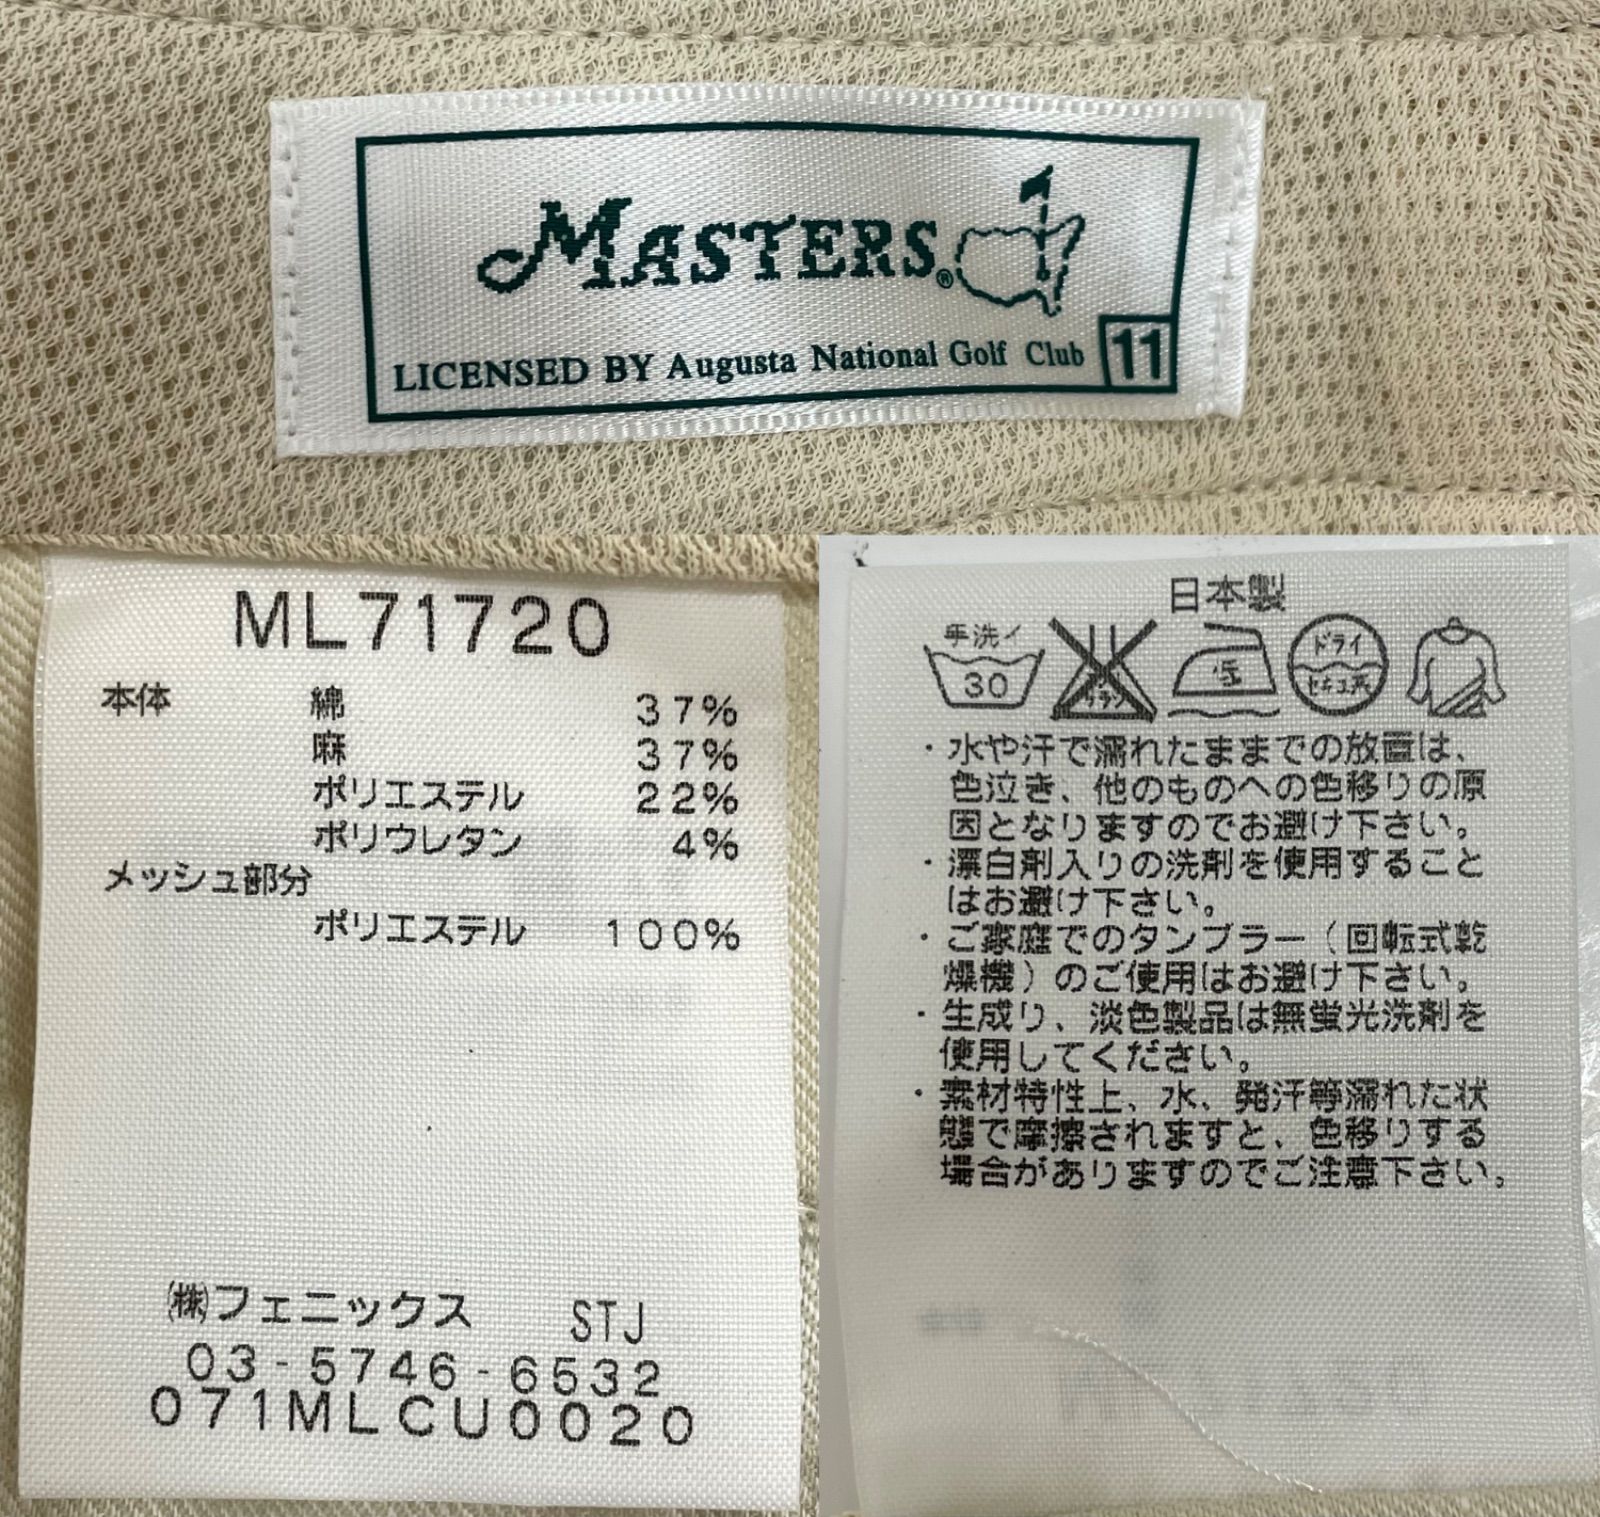 MASTERS®
LICENSED BY Augusta National Golf Club 11
ML71720
本体 綿 37%
麻 37%
ポリエステル 22%
ポリウレタン 4%
メッシュ部分
ポリエステル 100%
㈱フェニックス STJ
03-5746-6532
071MLCU0020
日本製
手洗イ
30
ドライ
・水や汗で濡れたままでの放置は、
色泣き、他のものへの色移りの原
因となりますのでお避け下さい。
・漂白剤入りの洗剤を使用すること
はお避け下さい。
・ご家庭でのタンブラー(回転式乾
燥機)のご使用はお避け下さい。
・生成り、淡色製品は無蛍光洗剤を
使用してください。
・素材特性上、水、発汗等濡れた状
態で摩擦されますと、色移りする
場合がありますのでご注意下さい。